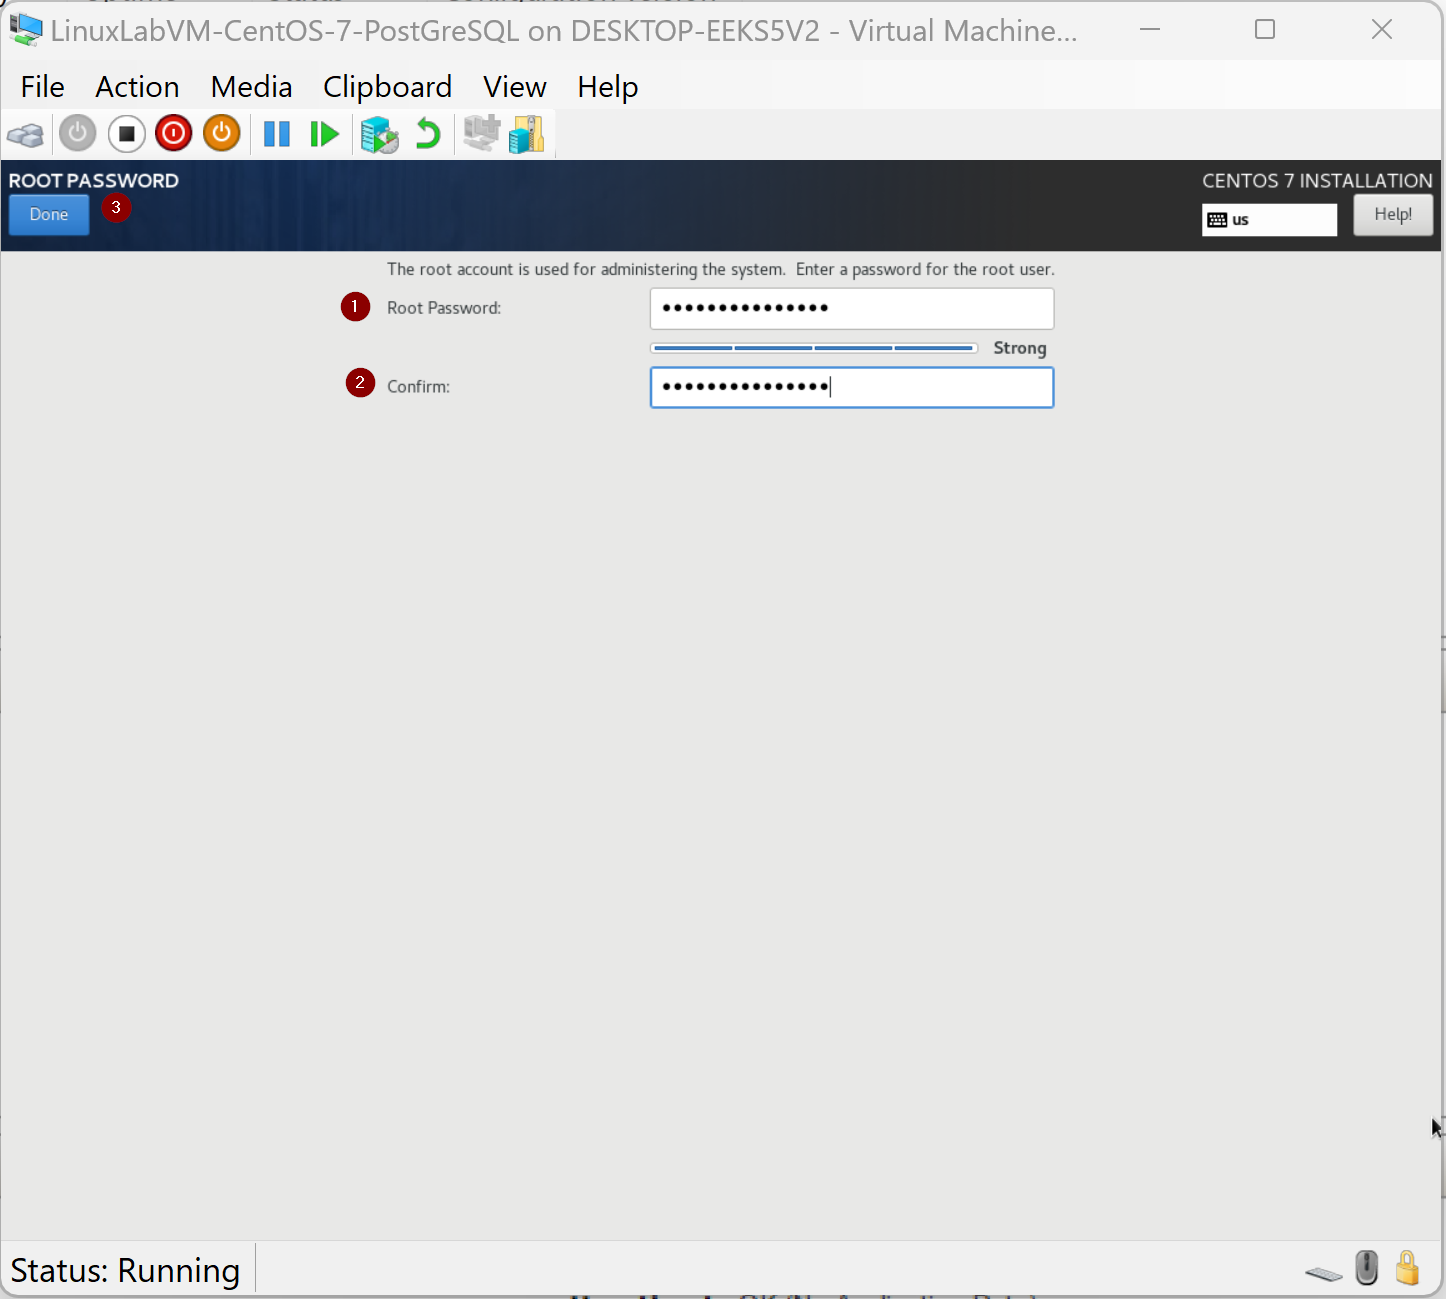 LinuxLabVM-CentOS-7-PostGreSQL on DESKTOP-EEKS5V2 - Virtual Machine...
File Action Media Clipboard View Help
ROOT PASSWORD
CENTOS 7 INSTALLATION
Done
3
us
Help!
The root account is used for administering the system. Enter a password for the root user.
1 Root Password:
Strong
2 Confirm:
Status: Running